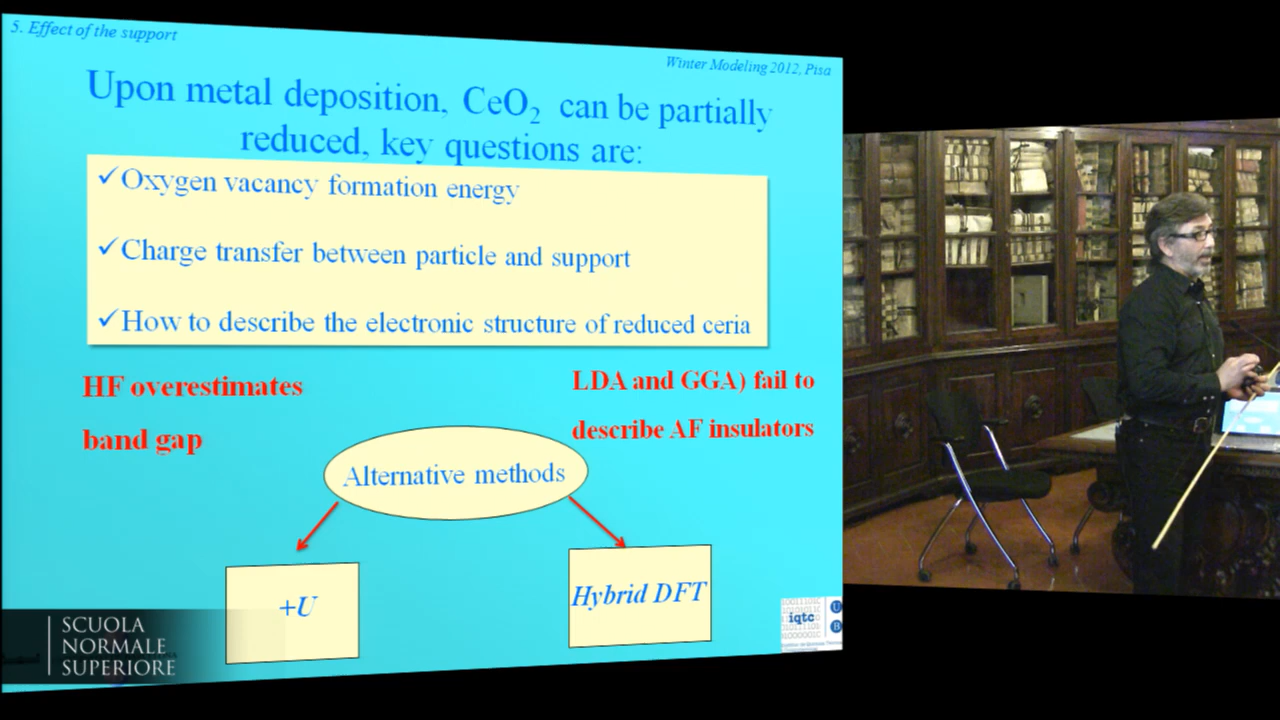 5. Effect of the support
Winter Modeling 2012, Pisa
Upon metal deposition, CeO₂ can be partially
reduced, key questions are:
✓Oxygen vacancy formation energy
✓Charge transfer between particle and support
✓How to describe the electronic structure of reduced ceria
HF overestimates
band gap
LDA and GGA) fail to
describe AF insulators
Alternative methods
+U
Hybrid DFT
iqtc
U
B
SCUOLA
NORMALE
SUPERIORE